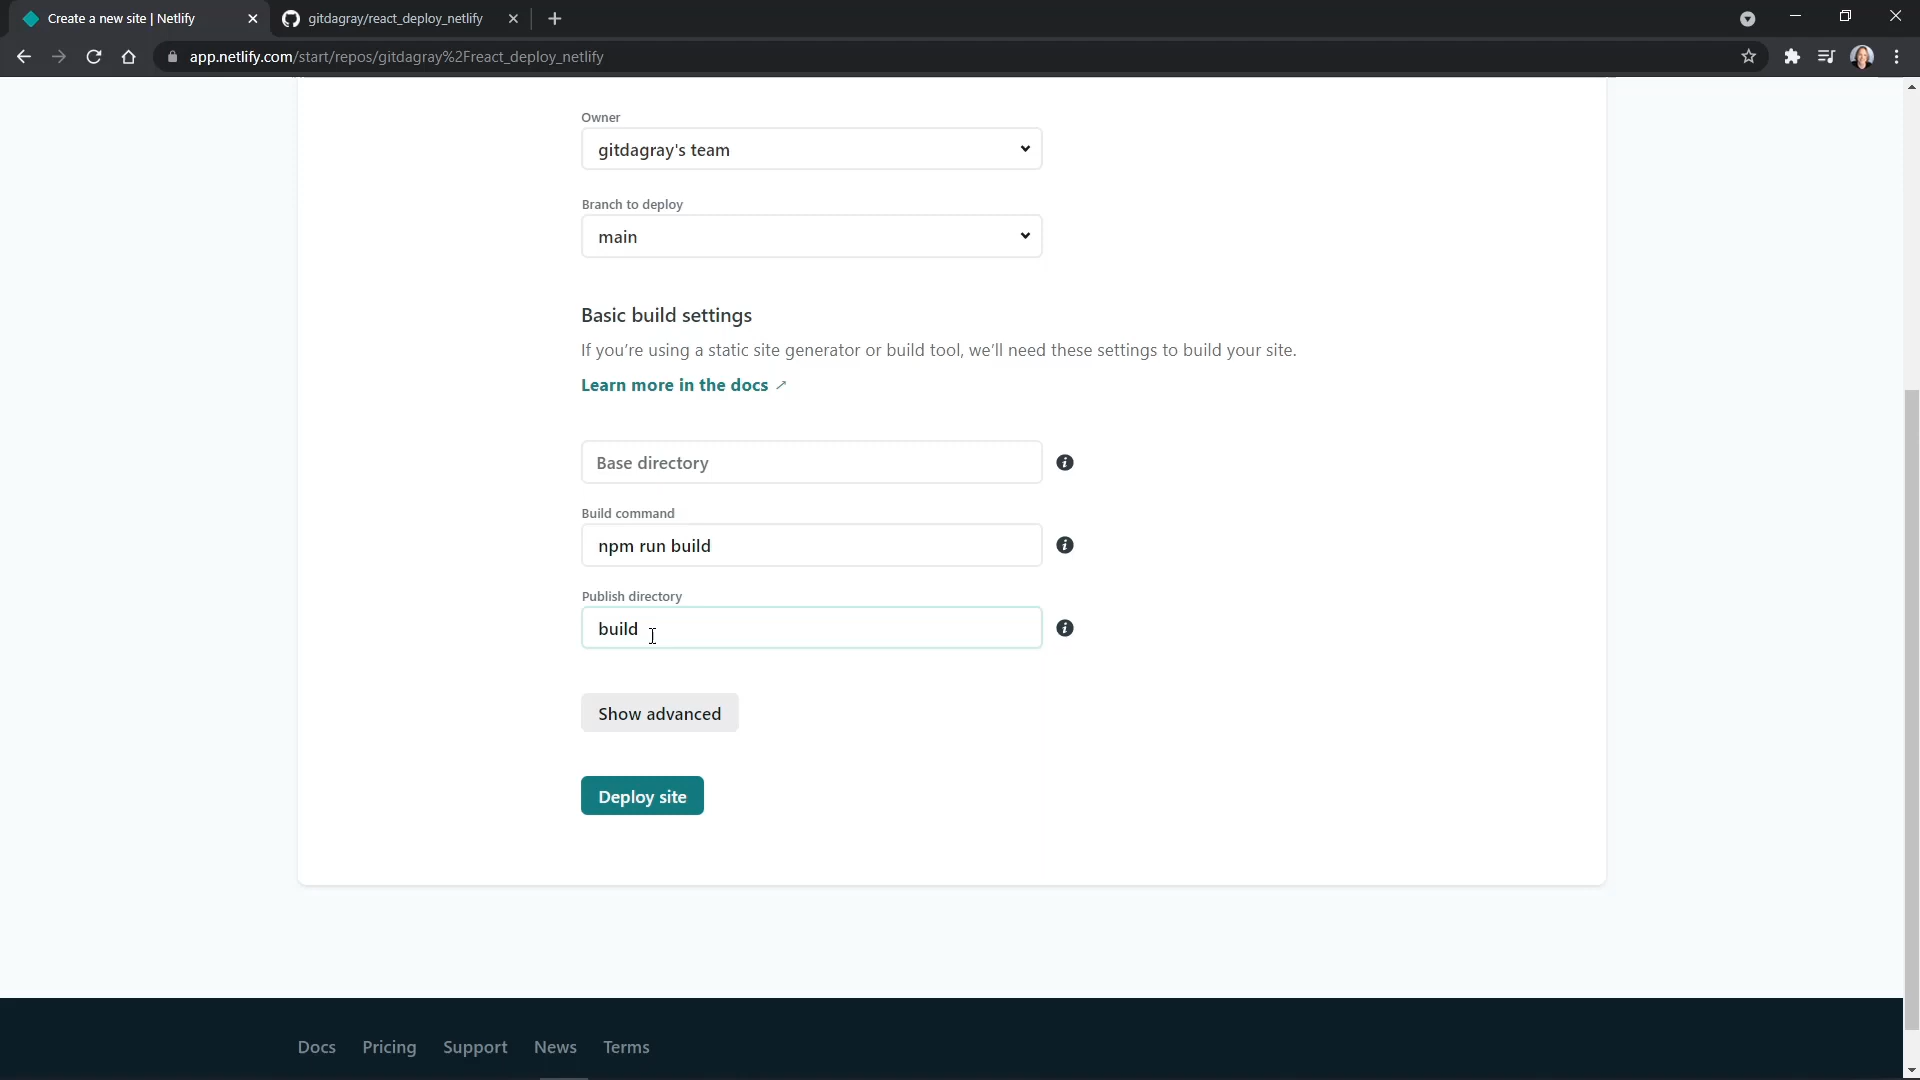 Create a new site | Netlify
gitdagray/react_deploy_netlify
app.netlify.com/start/repos/gitdagray%2Freact_deploy_netlify
Owner
gitdagray's team
Branch to deploy
main
Basic build settings
If you're using a static site generator or build tool, we'll need these settings to build your site.
Learn more in the docs
Base directory
Build command
npm run build
Publish directory
build
Show advanced
Deploy site
Docs Pricing Support News Terms